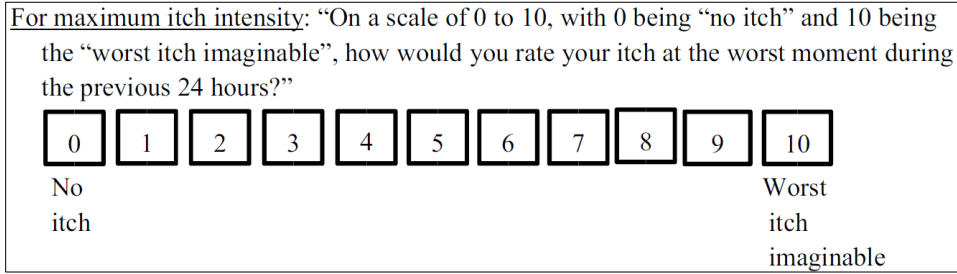 For maximum itch intensity: “On a scale of 0 to 10, with 0 being “no itch” and 10 being
the “worst itch imaginable”, how would you rate your itch at the worst moment during
the previous 24 hours?”
0 1 2 3 4 5 6 7 8 9 10
No Worst
itch itch
imaginable